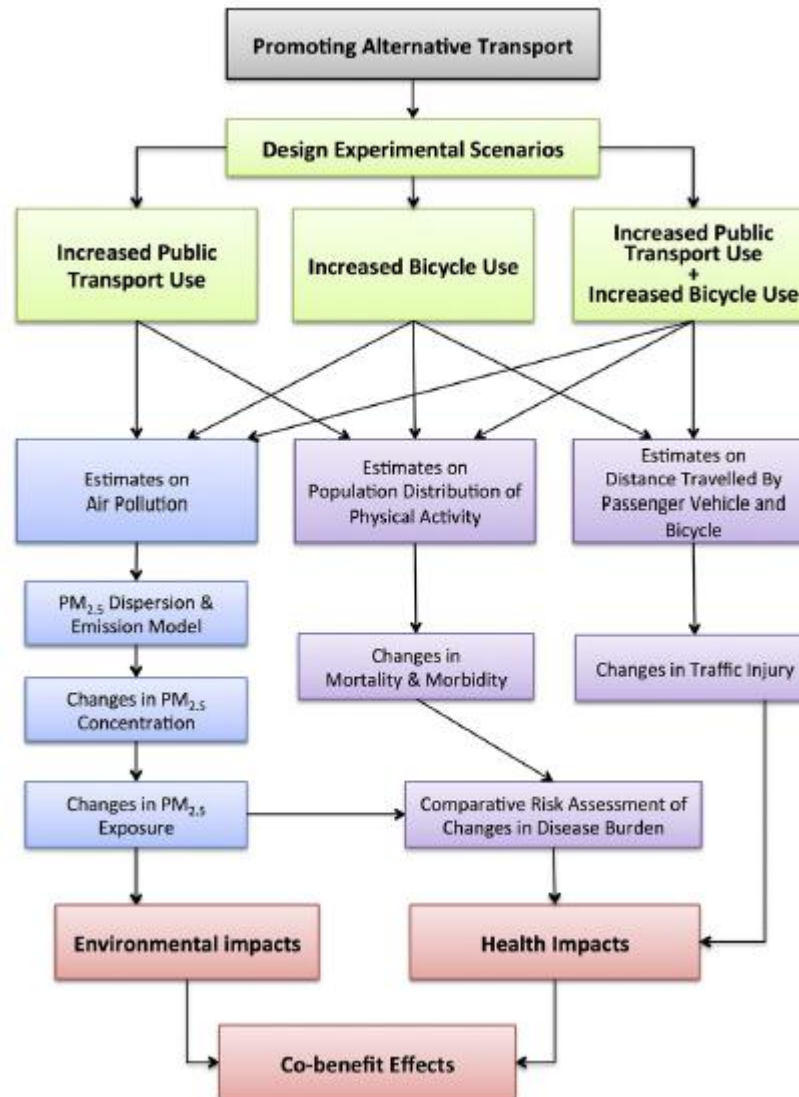 Promoting Alternative Transport
Design Experimental Scenarios
Increased Public
Transport Use
Increased Bicycle Use
Increased Public
Transport Use
+
Increased Bicycle Use
Estimates on
Air Pollution
Estimates on
Population Distribution of
Physical Activity
Estimates on
Distance Travelled By
Passenger Vehicle and
Bicycle
PM₂.₅ Dispersion &
Emission Model
Changes in
Mortality & Morbidity
Changes in Traffic Injury
Changes in PM₂.₅
Concentration
Changes in PM₂.₅
Exposure
Comparative Risk Assessment of
Changes in Disease Burden
Environmental impacts
Health Impacts
Co-benefit Effects